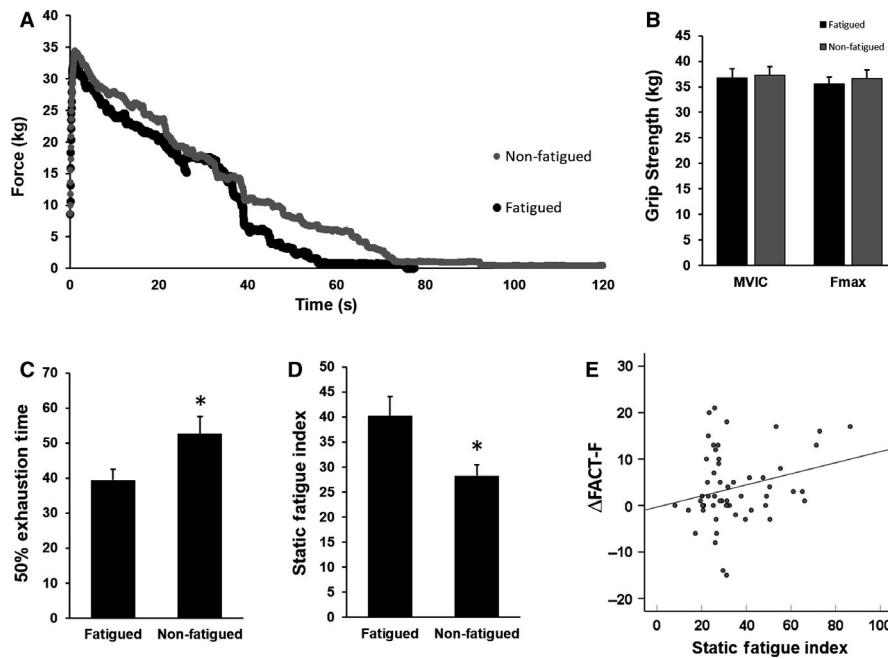 A
Force (kg)
40
35
30
25
20
15
10
5
0
0 20 40 60 80 100 120
Time (s)
Non-fatigued
Fatigued
B
Grip Strength (kg)
45
40
35
30
25
20
15
10
5
0
MVIC Fmax
Fatigued
Non-fatigued
C
50% exhaustion time
70
60
50
40
30
20
10
0
*
Fatigued Non-fatigued
D
Static fatigue index
50
45
40
35
30
25
20
15
10
5
0
*
Fatigued Non-fatigued
E
ΔFACT-F
30
20
10
0
–10
–20
0 20 40 60 80 100
Static fatigue index